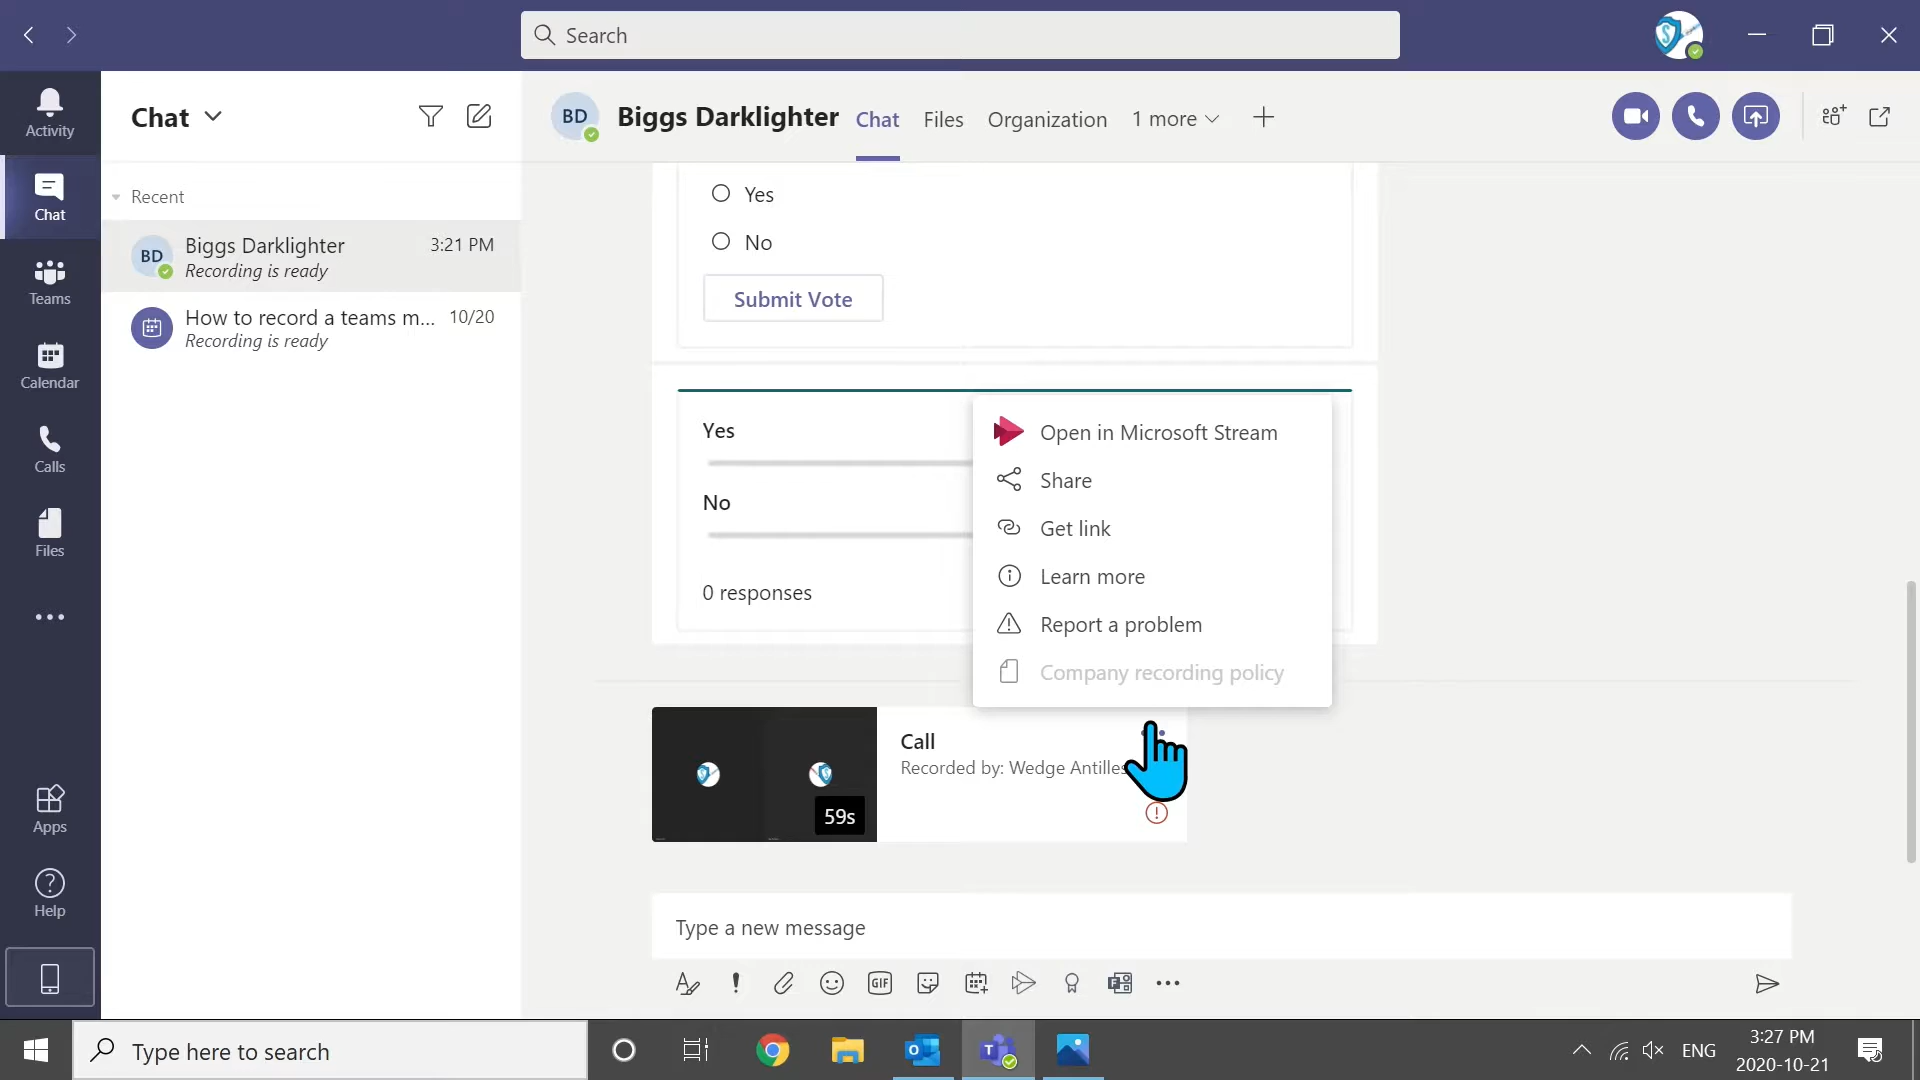 Search
Activity
Chat
Teams
Calendar
Calls
Files
Apps
Help
Chat
Recent
BD
Biggs Darklighter
3:21 PM
Recording is ready
How to record a teams m...
10/20
Recording is ready
BD
Biggs Darklighter
Chat
Files
Organization
1 more
Yes
No
Submit Vote
Yes
No
0 responses
Open in Microsoft Stream
Share
Get link
Learn more
Report a problem
Company recording policy
59s
Call
Recorded by: Wedge Antilles
Type a new message
GIF
Type here to search
ENG
3:27 PM
2020-10-21